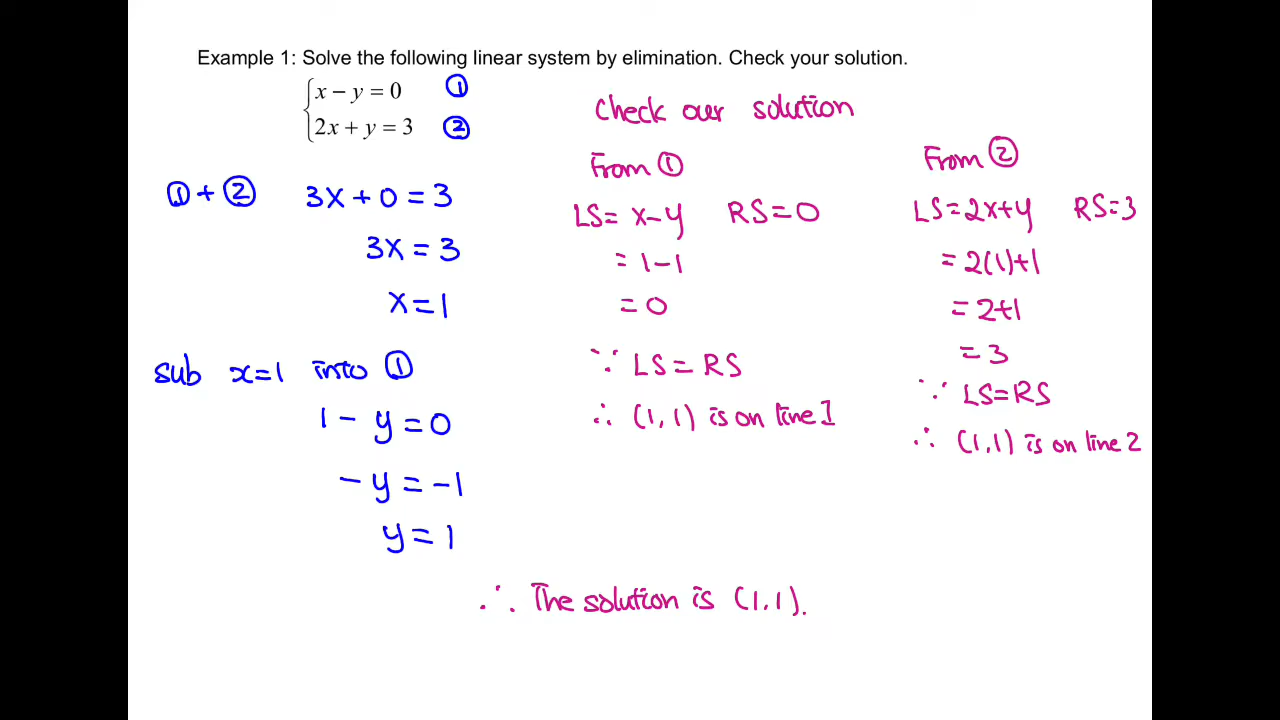 Example 1: Solve the following linear system by elimination. Check your solution.
x − y = 0 ①
2x + y = 3 ②
① + ② 3x + 0 = 3
3x = 3
x = 1
sub x=1 into ①
1 − y = 0
− y = −1
y = 1
Check our solution
From ①
LS= x−y RS=0
= 1−1
= 0
∵ LS = RS
∴ (1,1) is on line 1
From ②
LS=2x+y RS=3
= 2(1)+1
= 2+1
= 3
∵ LS=RS
∴ (1,1) is on line 2
∴ The solution is (1,1).